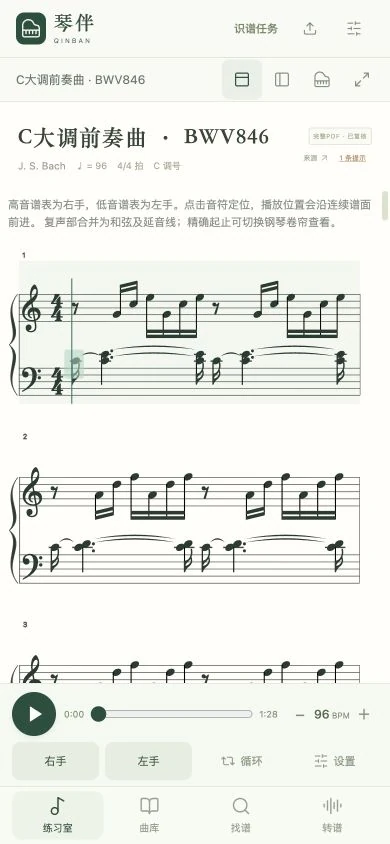 琴伴
QINBAN
识谱任务
C大调前奏曲 · BWV846
C大调前奏曲 · BWV846
完整PDF · 已复核
J. S. Bach ♩ = 96 4/4 拍 C 调号
来源 ↗ 1 条提示
高音谱表为右手，低音谱表为左手。点击音符定位，播放位置会沿连续谱面
前进。 复声部合并为和弦及延音线；精确起止可切换钢琴卷帘查看。
1
2
3
0:00 1:28 − 96 BPM +
右手 左手 循环 设置
练习室 曲库 找谱 转谱